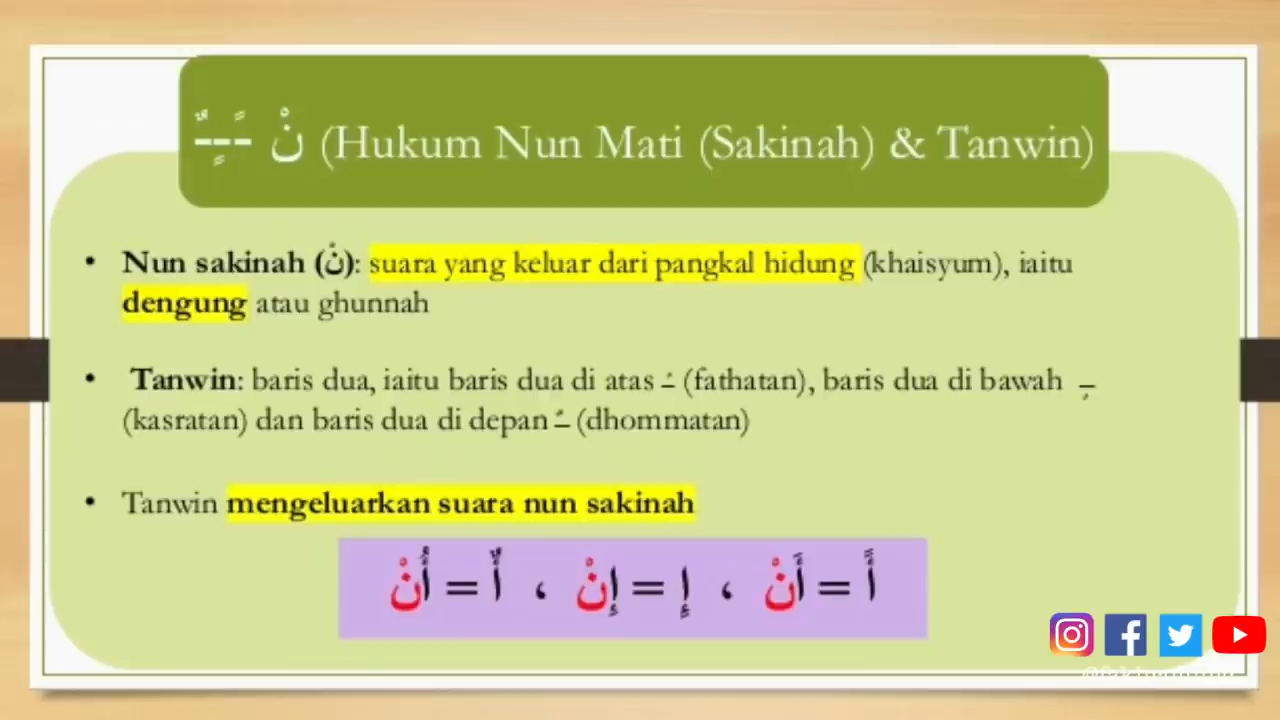 نْ ـًـٍـٌ (Hukum Nun Mati (Sakinah) & Tanwin)
• Nun sakinah (نْ): suara yang keluar dari pangkal hidung (khaisyum), iaitu
dengung atau ghunnah
• Tanwin: baris dua, iaitu baris dua di atas ـً (fathatan), baris dua di bawah ـٍ
(kasratan) dan baris dua di depan ـٌ (dhommatan)
• Tanwin mengeluarkan suara nun sakinah
أً = أَنْ ، إٍ = إِنْ ، أٌ = أُنْ